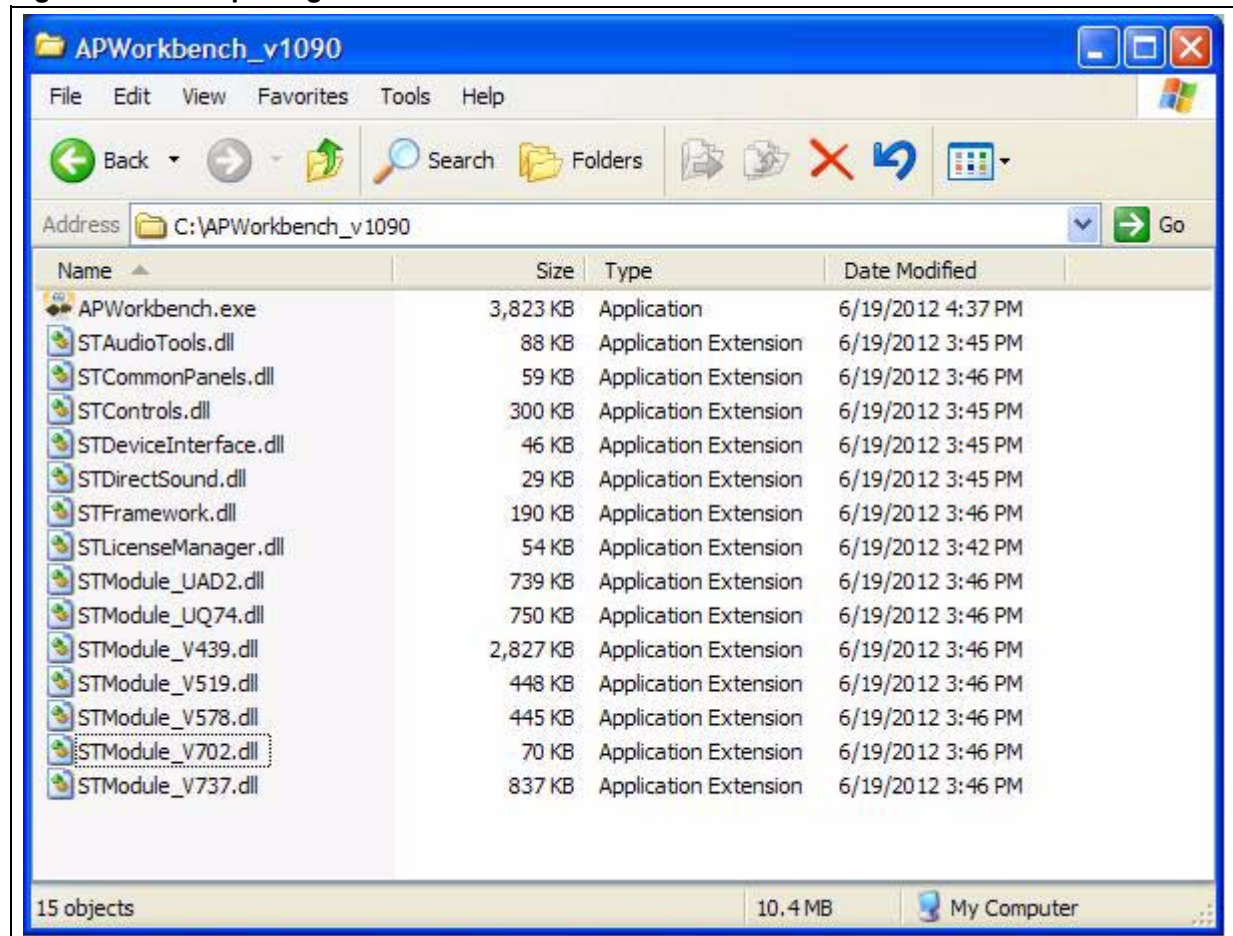 APWorkbench_v1090
File Edit View Favorites Tools Help
Back Search Folders
Address C:\APWorkbench_v1090 Go
Name Size Type Date Modified
APWorkbench.exe 3,823 KB Application 6/19/2012 4:37 PM
STAudioTools.dll 88 KB Application Extension 6/19/2012 3:45 PM
STCommonPanels.dll 59 KB Application Extension 6/19/2012 3:46 PM
STControls.dll 300 KB Application Extension 6/19/2012 3:45 PM
STDeviceInterface.dll 46 KB Application Extension 6/19/2012 3:45 PM
STDirectSound.dll 29 KB Application Extension 6/19/2012 3:45 PM
STFramework.dll 190 KB Application Extension 6/19/2012 3:46 PM
STLicenseManager.dll 54 KB Application Extension 6/19/2012 3:42 PM
STModule_UAD2.dll 739 KB Application Extension 6/19/2012 3:46 PM
STModule_UQ74.dll 750 KB Application Extension 6/19/2012 3:46 PM
STModule_V439.dll 2,827 KB Application Extension 6/19/2012 3:46 PM
STModule_V519.dll 448 KB Application Extension 6/19/2012 3:46 PM
STModule_V578.dll 445 KB Application Extension 6/19/2012 3:46 PM
STModule_V702.dll 70 KB Application Extension 6/19/2012 3:46 PM
STModule_V737.dll 837 KB Application Extension 6/19/2012 3:46 PM
15 objects 10.4 MB My Computer